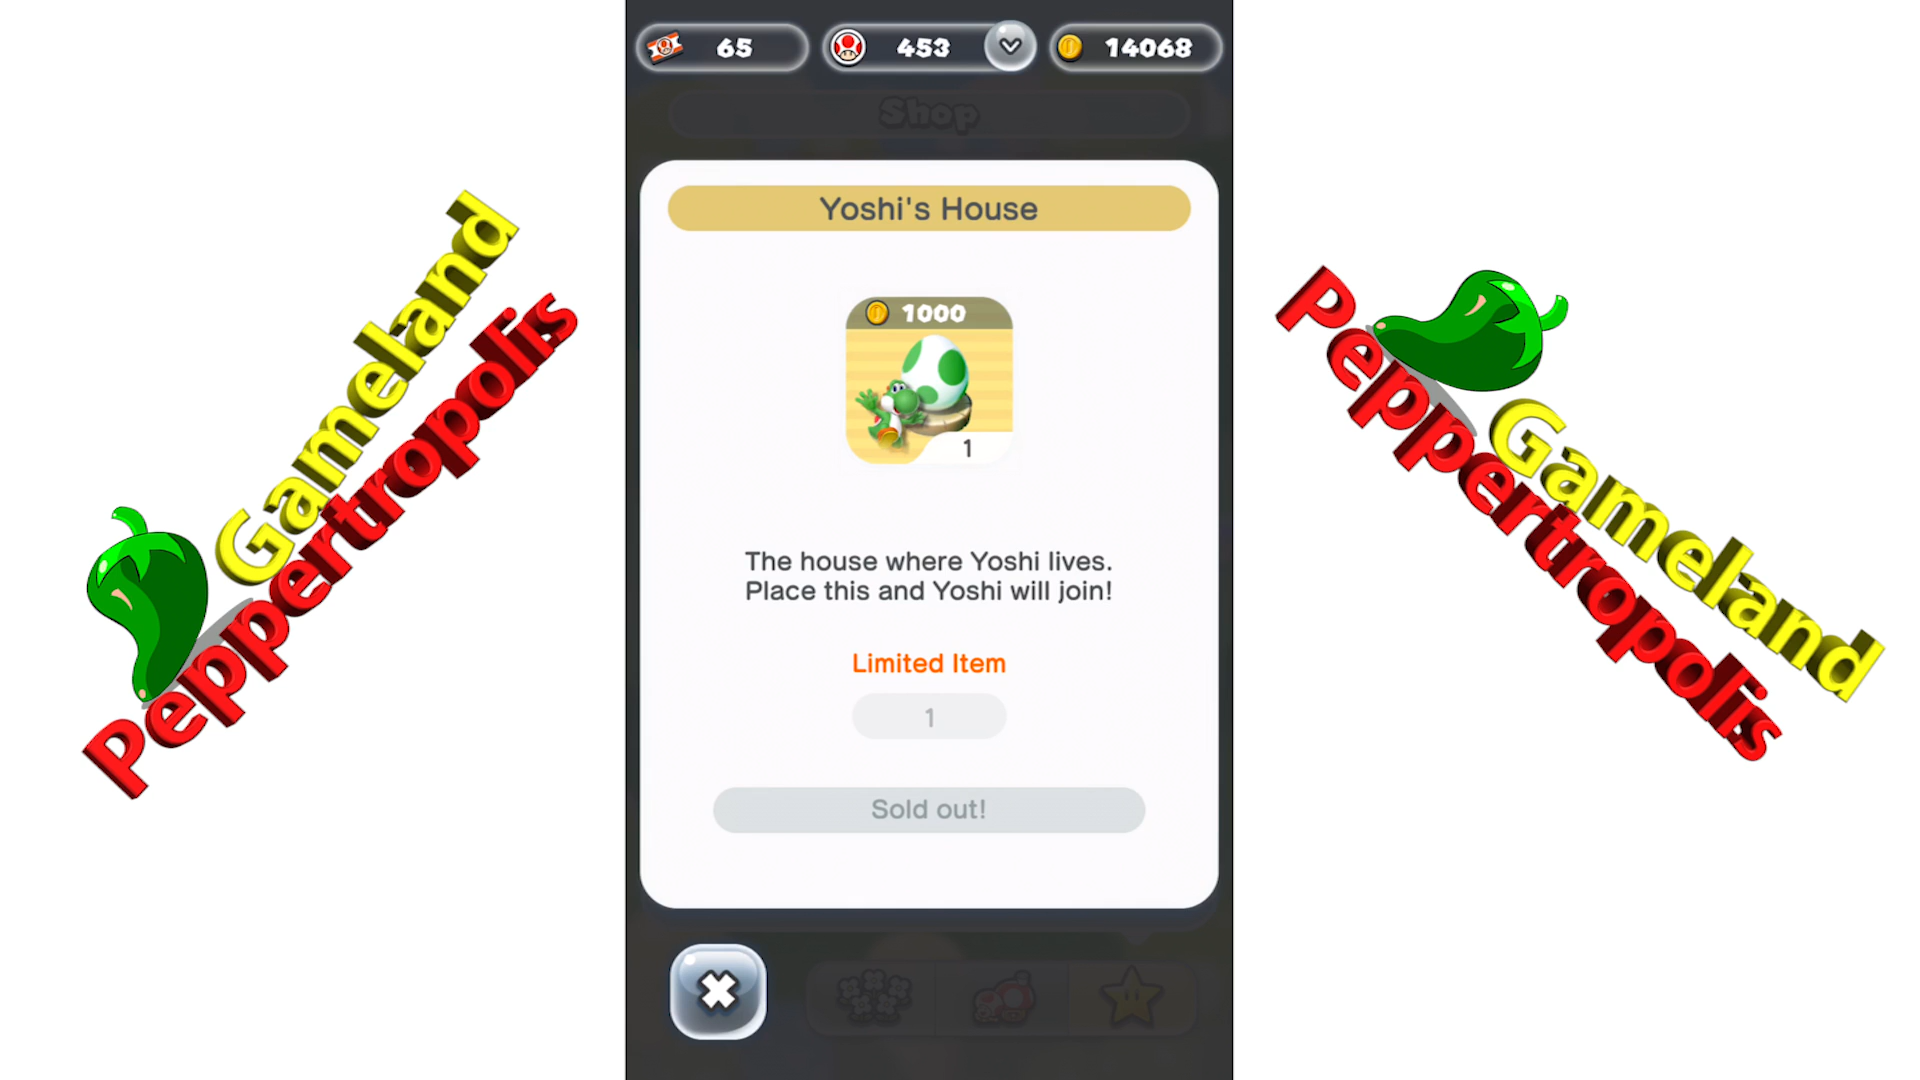 65
453
14068
Shop
Yoshi's House
1000
1
The house where Yoshi lives.
Place this and Yoshi will join!
Limited Item
1
Sold out!
Gameland
Peppertropolis
Peppertropolis
Gameland